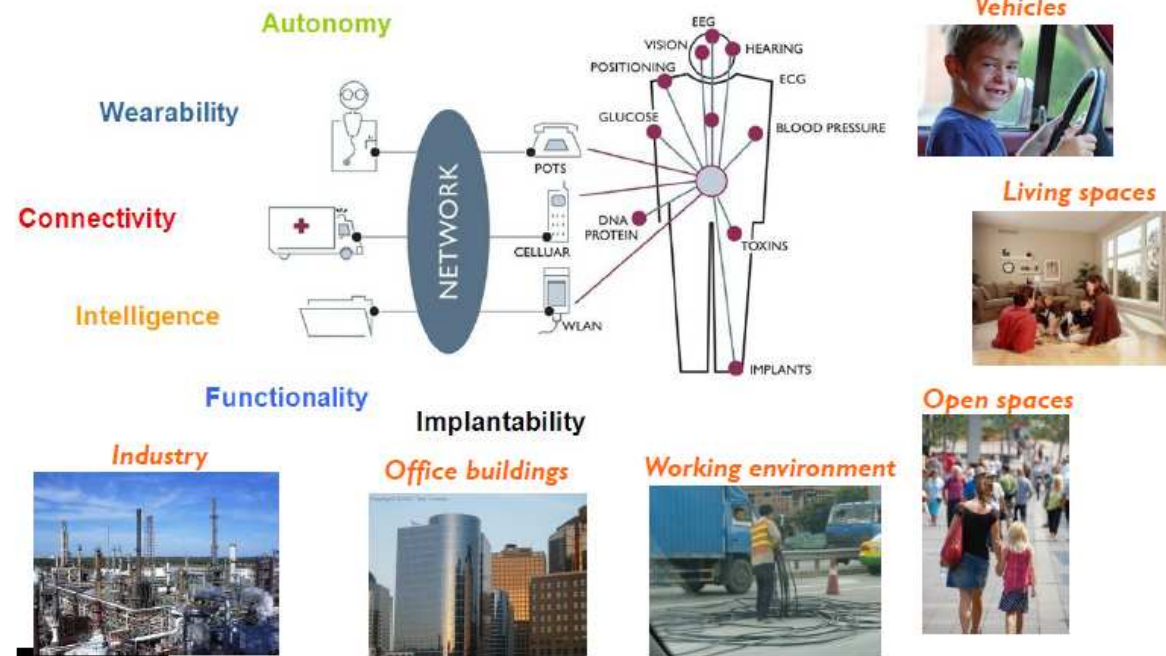 Autonomy
Wearability
Connectivity
Intelligence
Functionality
Implantability
NETWORK
POTS
CELLUAR
WLAN
EEG
VISION
HEARING
POSITIONING
ECG
GLUCOSE
BLOOD PRESSURE
DNA
PROTEIN
TOXINS
IMPLANTS
Vehicles
Living spaces
Open spaces
Industry
Office buildings
Working environment